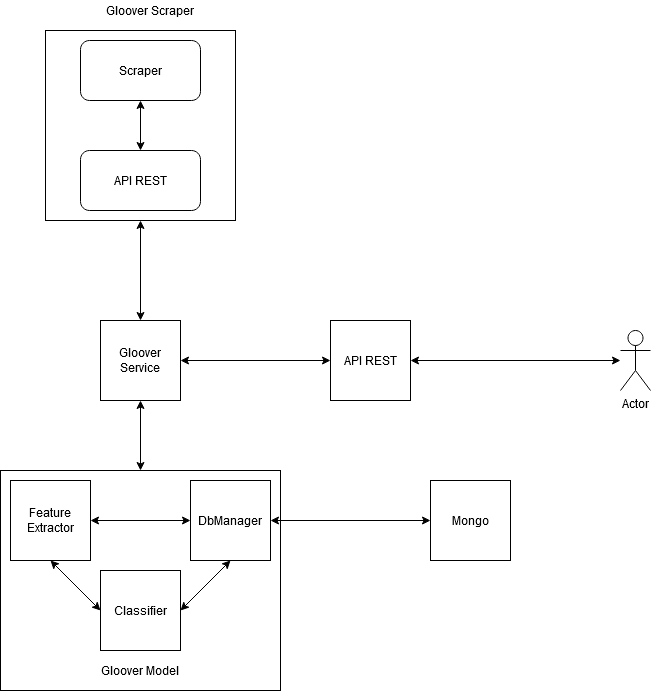 Gloover Scraper
Scraper
API REST
Gloover
Service
API REST
Actor
Feature
Extractor
DbManager
Mongo
Classifier
Gloover Model